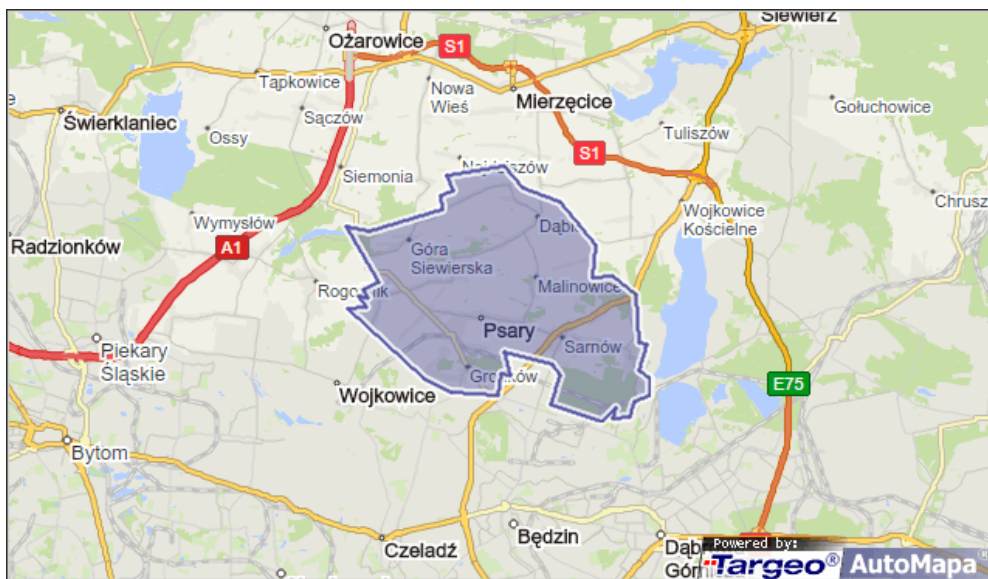 Siewierz
Ożarowice
S1
Tąpkowice
Nowa
Wieś
Mierzęcice
Gołuchowice
Świerklaniec
Sączów
Ossy
Tuliszów
S1
Siemonia
Chrusz
Wymysłów
Wojkowice
Kościelne
Radzionków
A1
Góra
Siewierska
Malinowice
Psary
Piekary
Śląskie
Sarnów
E75
Wojkowice
Bytom
Będzin
Czeladź
Powered by:
Targeo® AutoMapa®